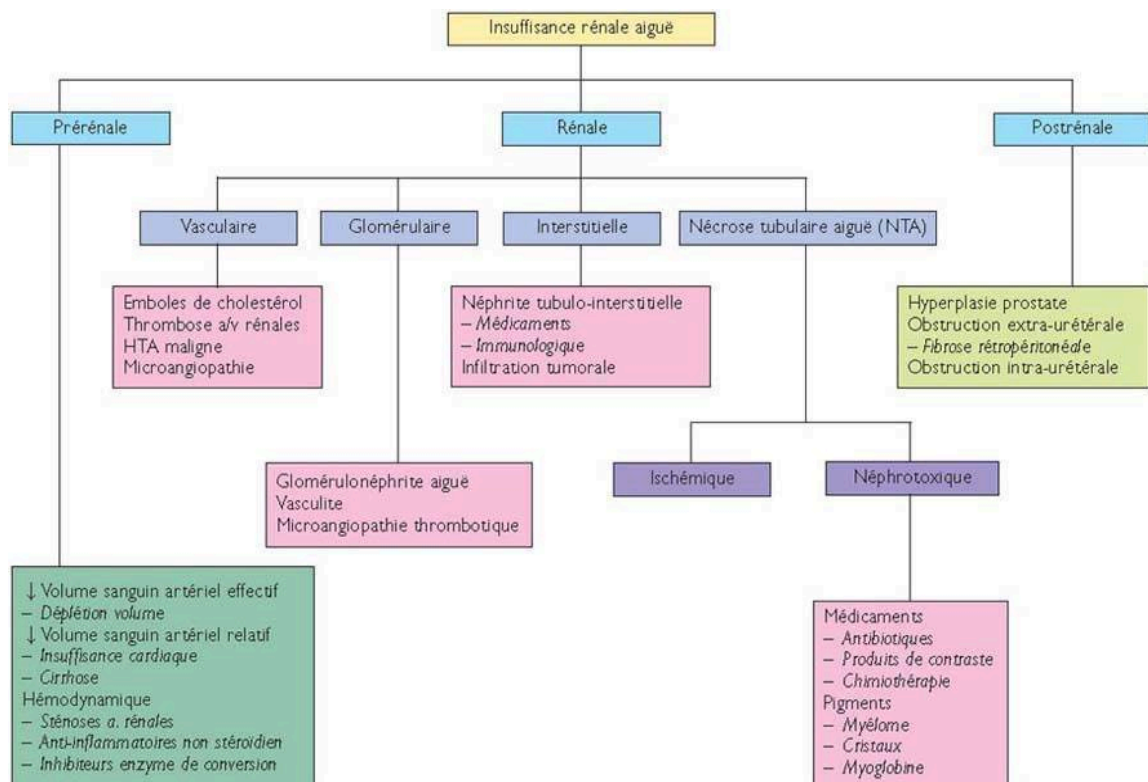 Insuffisance rénale aiguë
Prérénale
Rénale
Postrénale
Vasculaire
Glomérulaire
Interstitielle
Nécrose tubulaire aiguë (NTA)
Emboles de cholestérol
Thrombose a/v rénales
HTA maligne
Microangiopathie
Néphrite tubulo-interstitielle
– Médicaments
– Immunologique
Infiltration tumorale
Hyperplasie prostate
Obstruction extra-urétérale
– Fibrose rétropéritonéale
Obstruction intra-urétérale
Glomérulonéphrite aiguë
Vasculite
Microangiopathie thrombotique
Ischémique
Néphrotoxique
↓ Volume sanguin artériel effectif
– Déplétion volume
↓ Volume sanguin artériel relatif
– Insuffisance cardiaque
– Cirrhose
Hémodynamique
– Sténoses a. rénales
– Anti-inflammatoires non stéroïdien
– Inhibiteurs enzyme de conversion
Médicaments
– Antibiotiques
– Produits de contraste
– Chimiothérapie
Pigments
– Myélome
– Cristaux
– Myoglobine